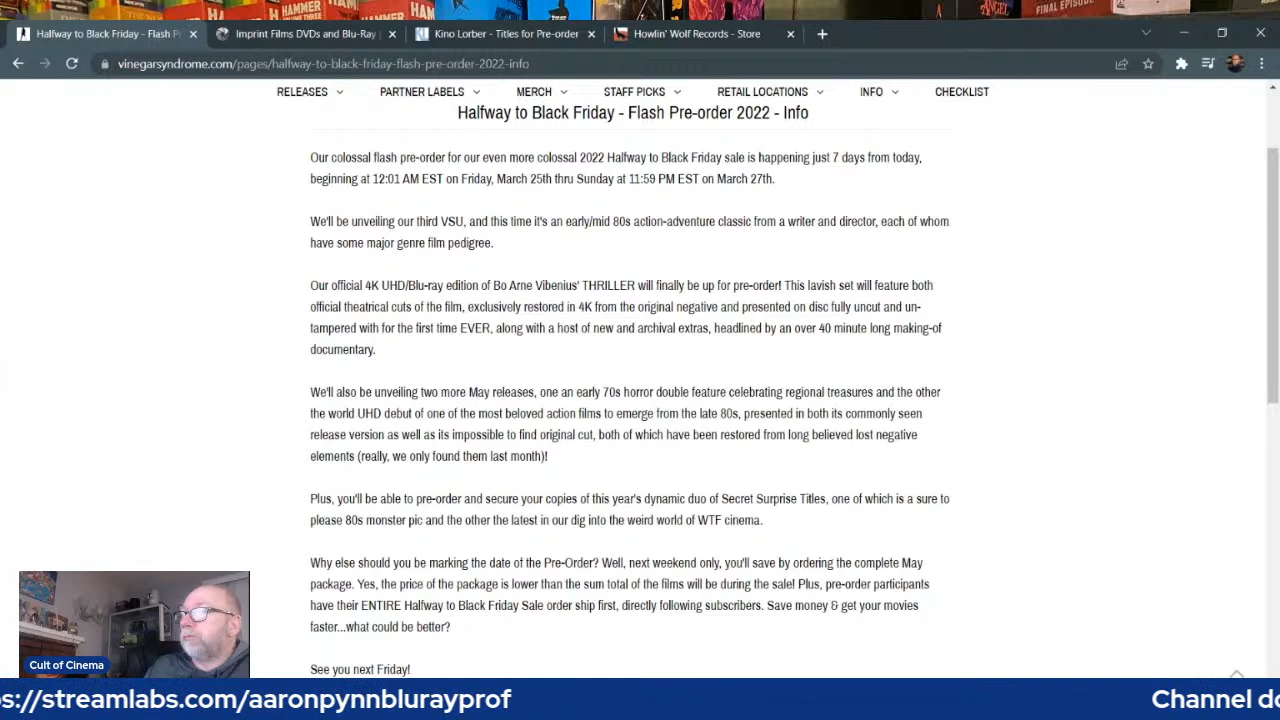 HAMMER
VOLUME THREE
HAMMER
ANGEL
FINAL EPISODE
Halfway to Black Friday - Flash P
Imprint Films DVDs and Blu-Ray
Kino Lorber - Titles for Pre-order
Howlin' Wolf Records - Store
vinegarsyndrome.com/pages/halfway-to-black-friday-flash-pre-order-2022-info
RELEASES PARTNER LABELS MERCH STAFF PICKS RETAIL LOCATIONS INFO CHECKLIST
Halfway to Black Friday - Flash Pre-order 2022 - Info
Our colossal flash pre-order for our even more colossal 2022 Halfway to Black Friday sale is happening just 7 days from today,
beginning at 12:01 AM EST on Friday, March 25th thru Sunday at 11:59 PM EST on March 27th.
We'll be unveiling our third VSU, and this time it's an early/mid 80s action-adventure classic from a writer and director, each of whom
have some major genre film pedigree.
Our official 4K UHD/Blu-ray edition of Bo Arne Vibenius' THRILLER will finally be up for pre-order! This lavish set will feature both
official theatrical cuts of the film, exclusively restored in 4K from the original negative and presented on disc fully uncut and un-
tampered with for the first time EVER, along with a host of new and archival extras, headlined by an over 40 minute long making-of
documentary.
We'll also be unveiling two more May releases, one an early 70s horror double feature celebrating regional treasures and the other
the world UHD debut of one of the most beloved action films to emerge from the late 80s, presented in both its commonly seen
release version as well as its impossible to find original cut, both of which have been restored from long believed lost negative
elements (really, we only found them last month)!
Plus, you'll be able to pre-order and secure your copies of this year's dynamic duo of Secret Surprise Titles, one of which is a sure to
please 80s monster pic and the other the latest in our dig into the weird world of WTF cinema.
Why else should you be marking the date of the Pre-Order? Well, next weekend only, you'll save by ordering the complete May
package. Yes, the price of the package is lower than the sum total of the films will be during the sale! Plus, pre-order participants
have their ENTIRE Halfway to Black Friday Sale order ship first, directly following subscribers. Save money & get your movies
faster...what could be better?
See you next Friday!
Cult of Cinema
s://streamlabs.com/aaronpynnblurayprof
Channel do